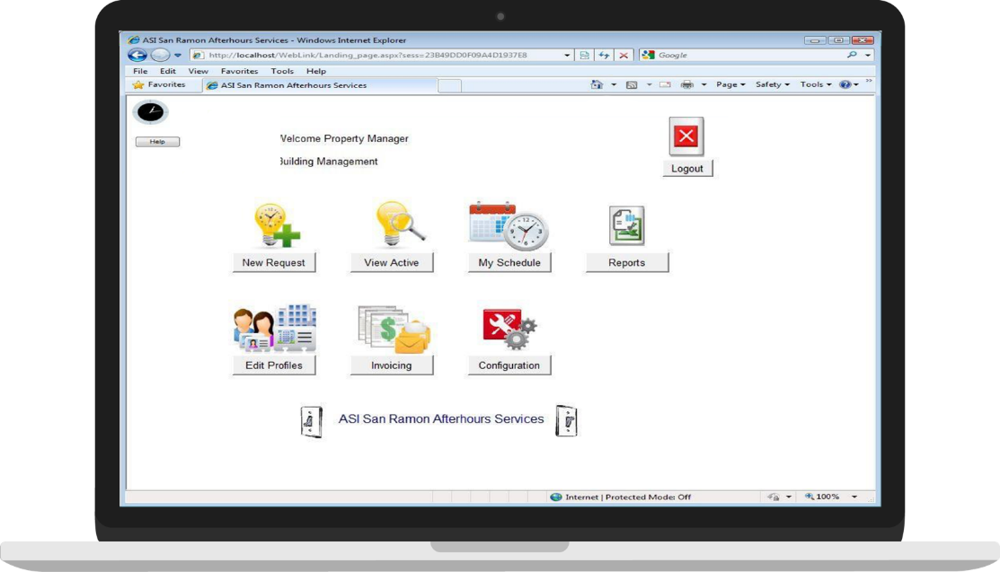 ASI San Ramon Afterhours Services - Windows Internet Explorer
http://localhost/WebLink/Landing_page.aspx?sess=23B49DD0F09A4D1937E8
Google
File Edit View Favorites Tools Help
Favorites
ASI San Ramon Afterhours Services
Page Safety Tools
Help
Welcome Property Manager
Building Management
Logout
New Request
View Active
My Schedule
Reports
Edit Profiles
Invoicing
Configuration
ASI San Ramon Afterhours Services
Internet | Protected Mode: Off
100%